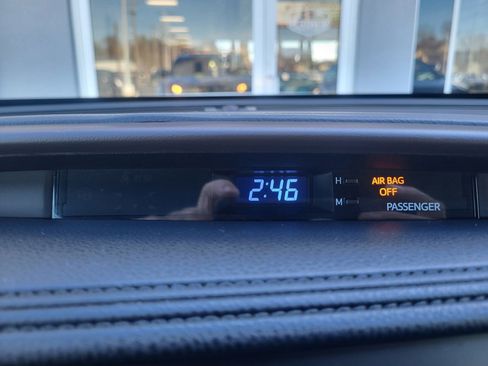 2:46
H
M
AIR BAG
OFF
PASSENGER